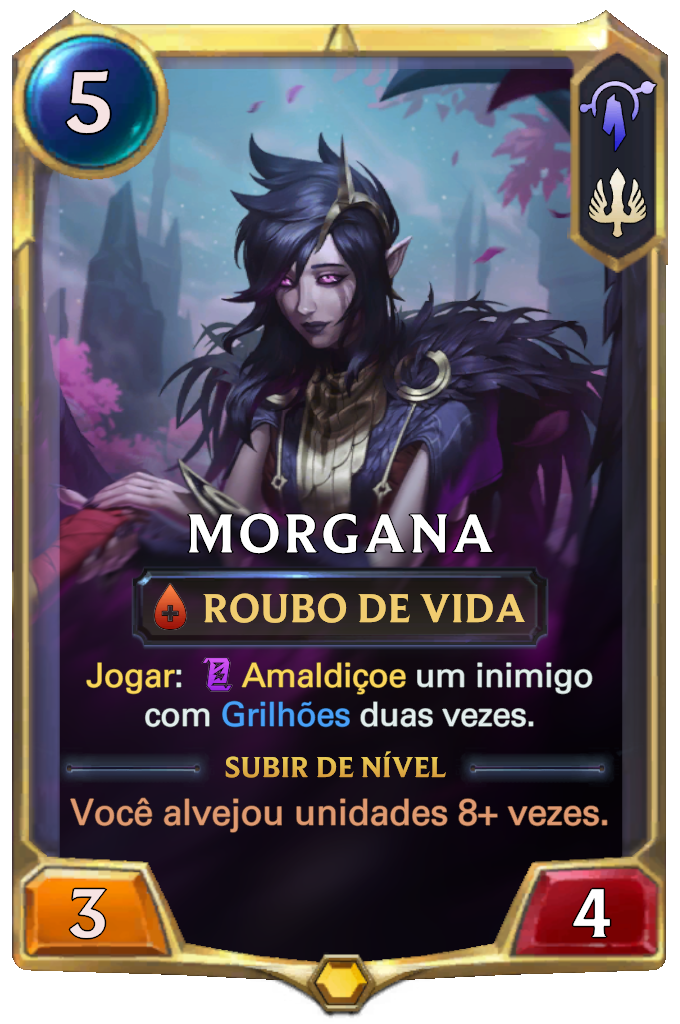 5
MORGANA
ROUBO DE VIDA
Jogar: Amaldiçoe um inimigo
com Grilhões duas vezes.
SUBIR DE NÍVEL
Você alvejou unidades 8+ vezes.
3
4